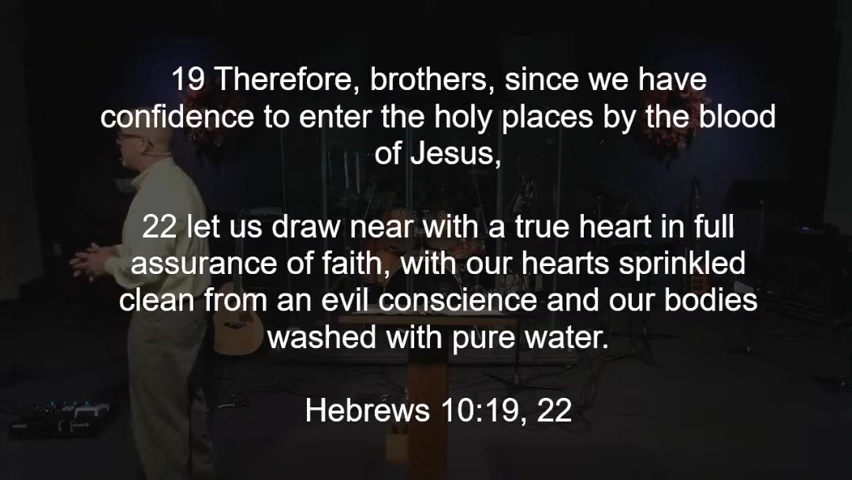 19 Therefore, brothers, since we have
confidence to enter the holy places by the blood
of Jesus,
22 let us draw near with a true heart in full
assurance of faith, with our hearts sprinkled
clean from an evil conscience and our bodies
washed with pure water.
Hebrews 10:19, 22